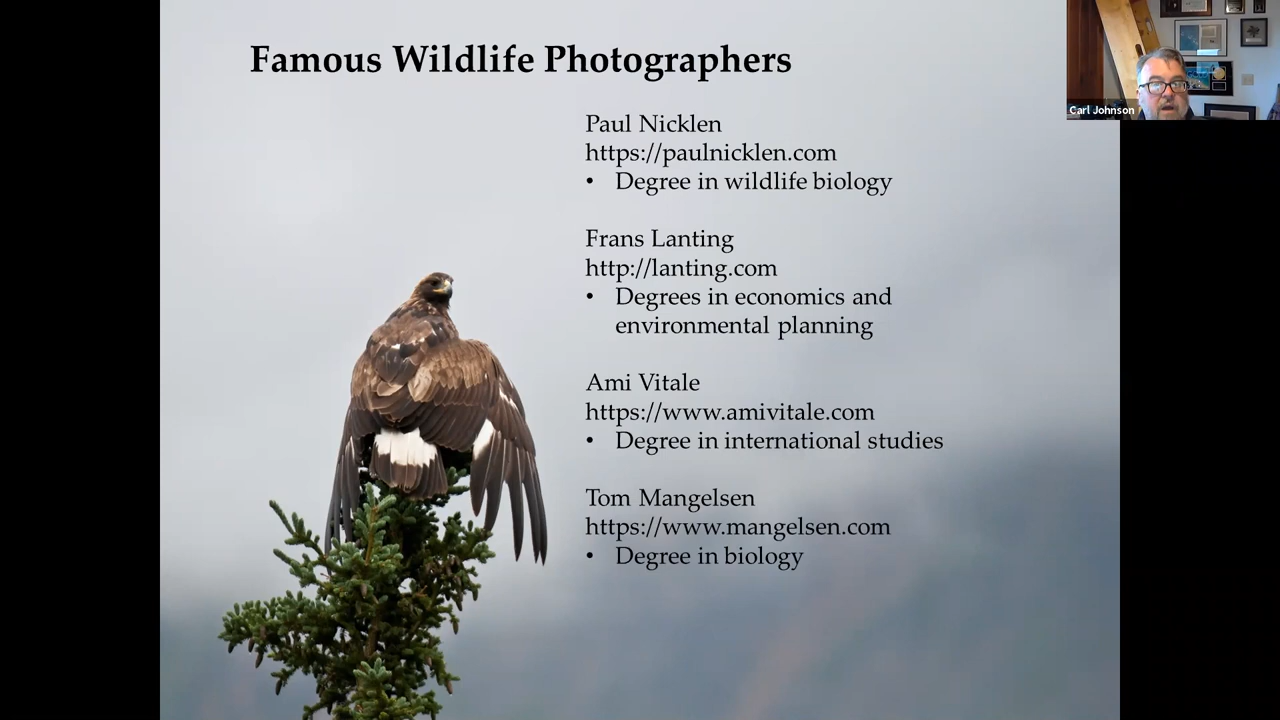 Famous Wildlife Photographers
Carl Johnson
Paul Nicklen
https://paulnicklen.com
• Degree in wildlife biology
Frans Lanting
http://lanting.com
• Degrees in economics and
environmental planning
Ami Vitale
https://www.amivitale.com
• Degree in international studies
Tom Mangelsen
https://www.mangelsen.com
• Degree in biology